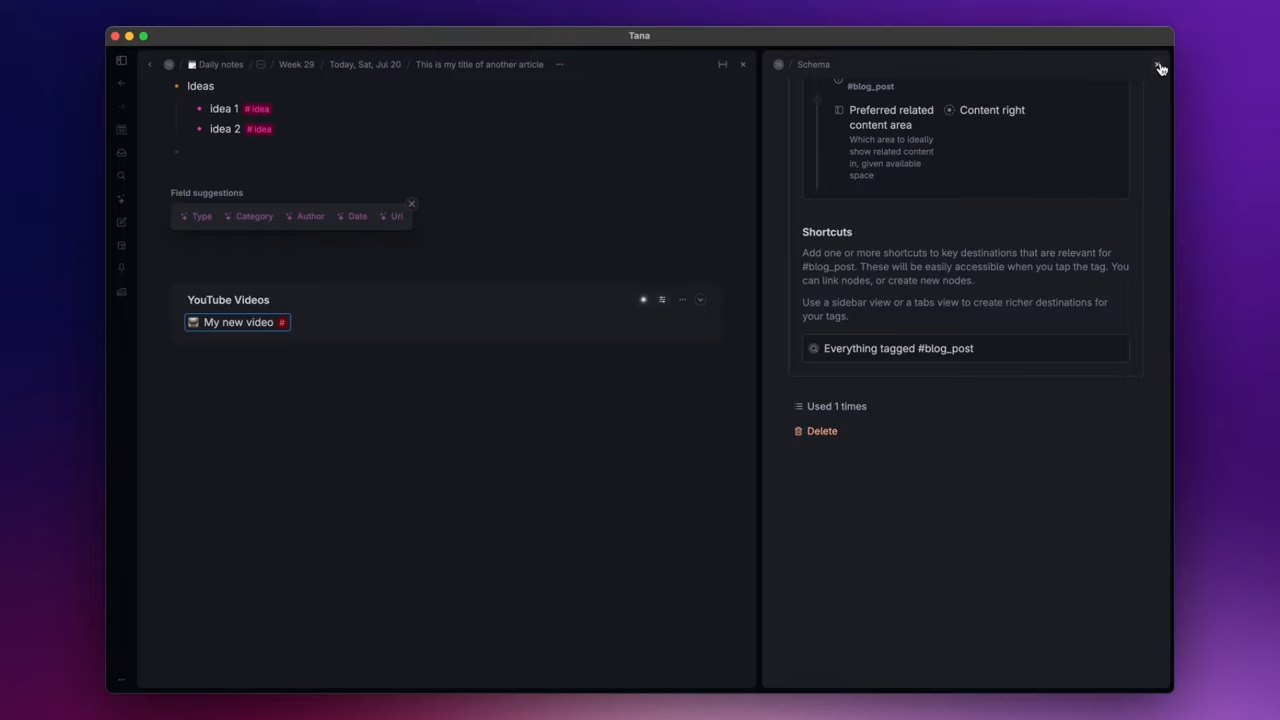 Tana
Daily notes / Week 29 / Today, Sat, Jul 20 / This is my title of another article ...
Ideas
idea 1 # idea
idea 2 # idea
Field suggestions
Type Category Author Date Url
YouTube Videos
My new video #
/ Schema
#blog_post
Preferred related Content right
content area
Which area to ideally
show related content
in, given available
space
Shortcuts
Add one or more shortcuts to key destinations that are relevant for
#blog_post. These will be easily accessible when you tap the tag. You
can link nodes, or create new nodes.
Use a sidebar view or a tabs view to create richer destinations for
your tags.
Everything tagged #blog_post
Used 1 times
Delete